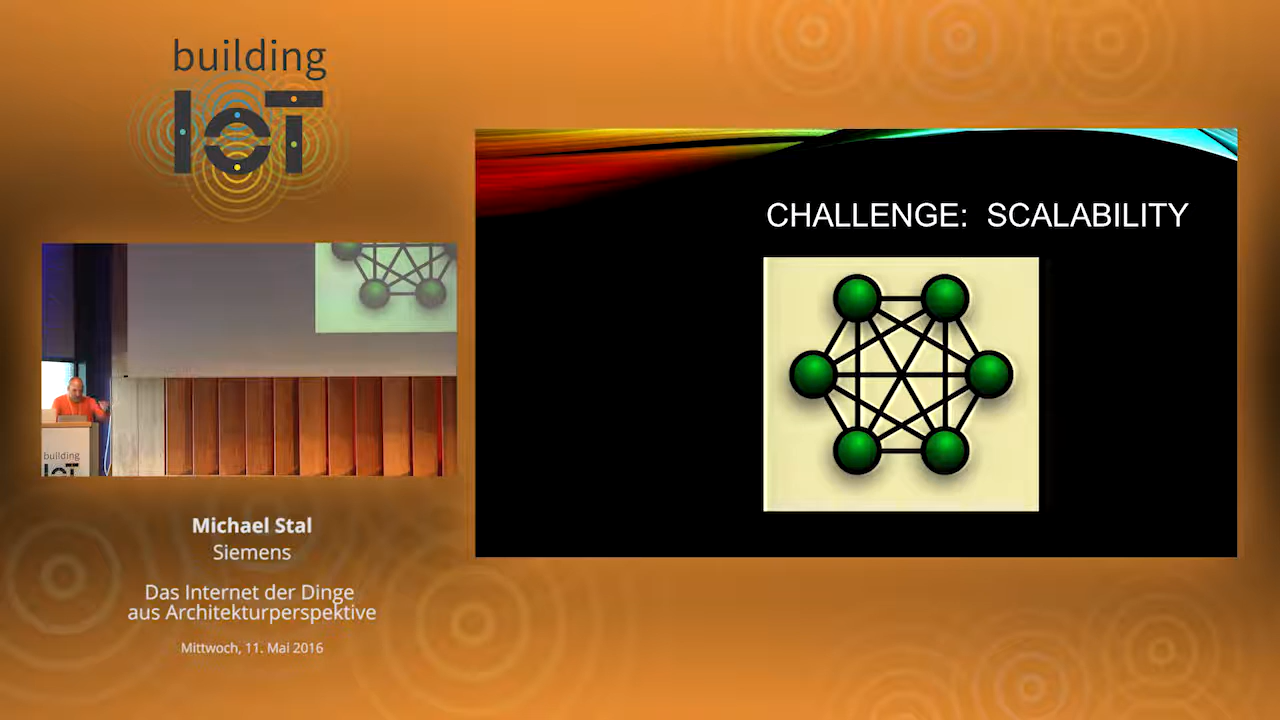 building
IoT
building
IoT
Michael Stal
Siemens
Das Internet der Dinge
aus Architekturperspektive
Mittwoch, 11. Mai 2016
CHALLENGE: SCALABILITY